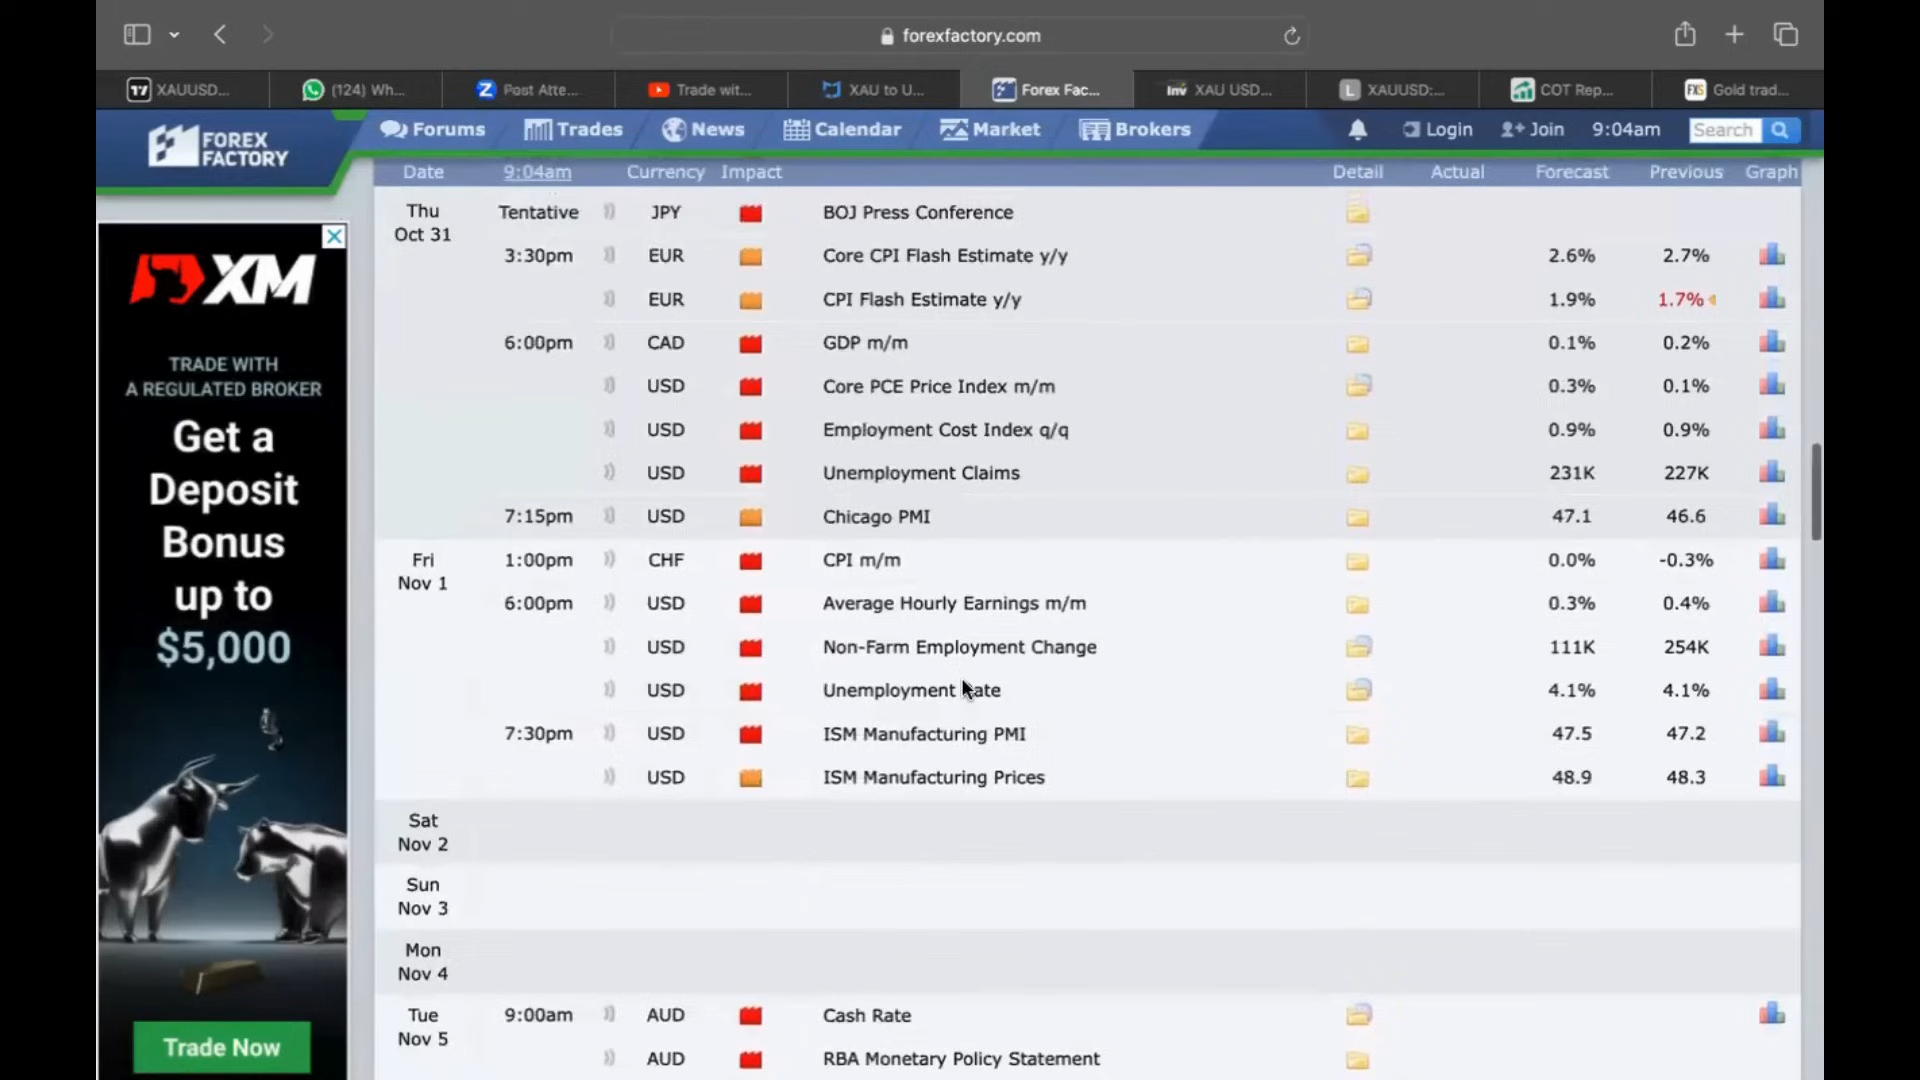 forexfactory.com
XAUUSD...
(124) Wh...
Post Atte...
Trade wit...
XAU to U...
Forex Fac...
Inv XAU USD...
L XAUUSD:...
COT Rep...
FXS Gold trad...
FOREX
FACTORY
Forums Trades News Calendar Market Brokers Login Join 9:04am Search
Date 9:04am Currency Impact Detail Actual Forecast Previous Graph
Thu
Oct 31
Tentative JPY BOJ Press Conference
3:30pm EUR Core CPI Flash Estimate y/y 2.6% 2.7%
EUR CPI Flash Estimate y/y 1.9% 1.7%
6:00pm CAD GDP m/m 0.1% 0.2%
USD Core PCE Price Index m/m 0.3% 0.1%
USD Employment Cost Index q/q 0.9% 0.9%
USD Unemployment Claims 231K 227K
7:15pm USD Chicago PMI 47.1 46.6
Fri
Nov 1
1:00pm CHF CPI m/m 0.0% -0.3%
6:00pm USD Average Hourly Earnings m/m 0.3% 0.4%
USD Non-Farm Employment Change 111K 254K
USD Unemployment Rate 4.1% 4.1%
7:30pm USD ISM Manufacturing PMI 47.5 47.2
USD ISM Manufacturing Prices 48.9 48.3
Sat
Nov 2
Sun
Nov 3
Mon
Nov 4
Tue
Nov 5
9:00am AUD Cash Rate
AUD RBA Monetary Policy Statement
XM
TRADE WITH
A REGULATED BROKER
Get a
Deposit
Bonus
up to
$5,000
Trade Now